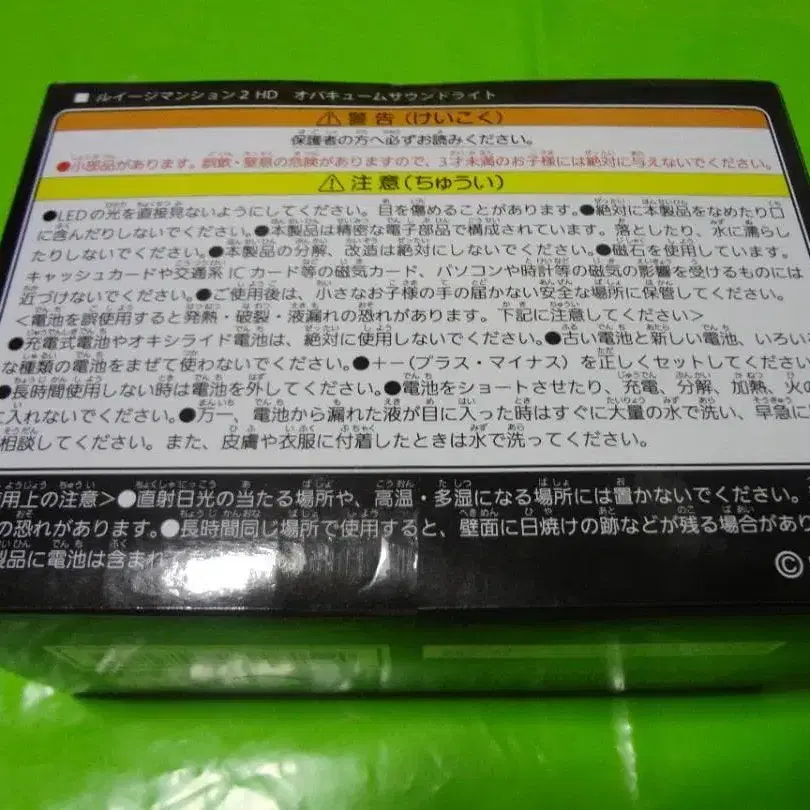 ■ ルイージマンション2 HD オバキュームサウンドライト
⚠警告(けいこく)
保護者の方へ必ずお読みください。
●小部品があります。誤飲・窒息の危険がありますので、3才未満のお子様には絶対に与えないでください。
⚠注意(ちゅうい)
●LEDの光を直接見ないようにしてください。目を傷めることがあります。●絶対に本製品をなめたり口
に含んだりしないでください。●本製品は精密な電子部品で構成されています。落としたり、水に濡らし
たりしないでください。●本製品の分解、改造は絶対にしないでください。●磁石を使用しています。
キャッシュカードや交通系ICカード等の磁気カード、パソコンや時計等の磁気の影響を受けるものには
近づけないでください。●ご使用後は、小さなお子様の手の届かない安全な場所に保管してください。
<電池を誤使用すると発熱・破裂・液漏れの恐れがあります。下記に注意してください>
●充電式電池やオキシライド電池は、絶対に使用しないでください。●古い電池と新しい電池、いろいろ
な種類の電池をまぜて使わないでください。●+-(プラス・マイナス)を正しくセットしてください
●長時間使用しない時は電池を外してください。●電池をショートさせたり、充電、分解、加熱、火の
に入れないでください。●万一、電池から漏れた液が目に入った時はすぐに大量の水で洗い、早急に
相談してください。また、皮膚や衣服に付着したときは水で洗ってください。
用上の注意>●直射日光の当たる場所や、高温・多湿になる場所には置かないでください。
の恐れがあります。●長時間同じ場所で使用すると、壁面に日焼けの跡などが残る場合があり
製品に電池は含まれ
©